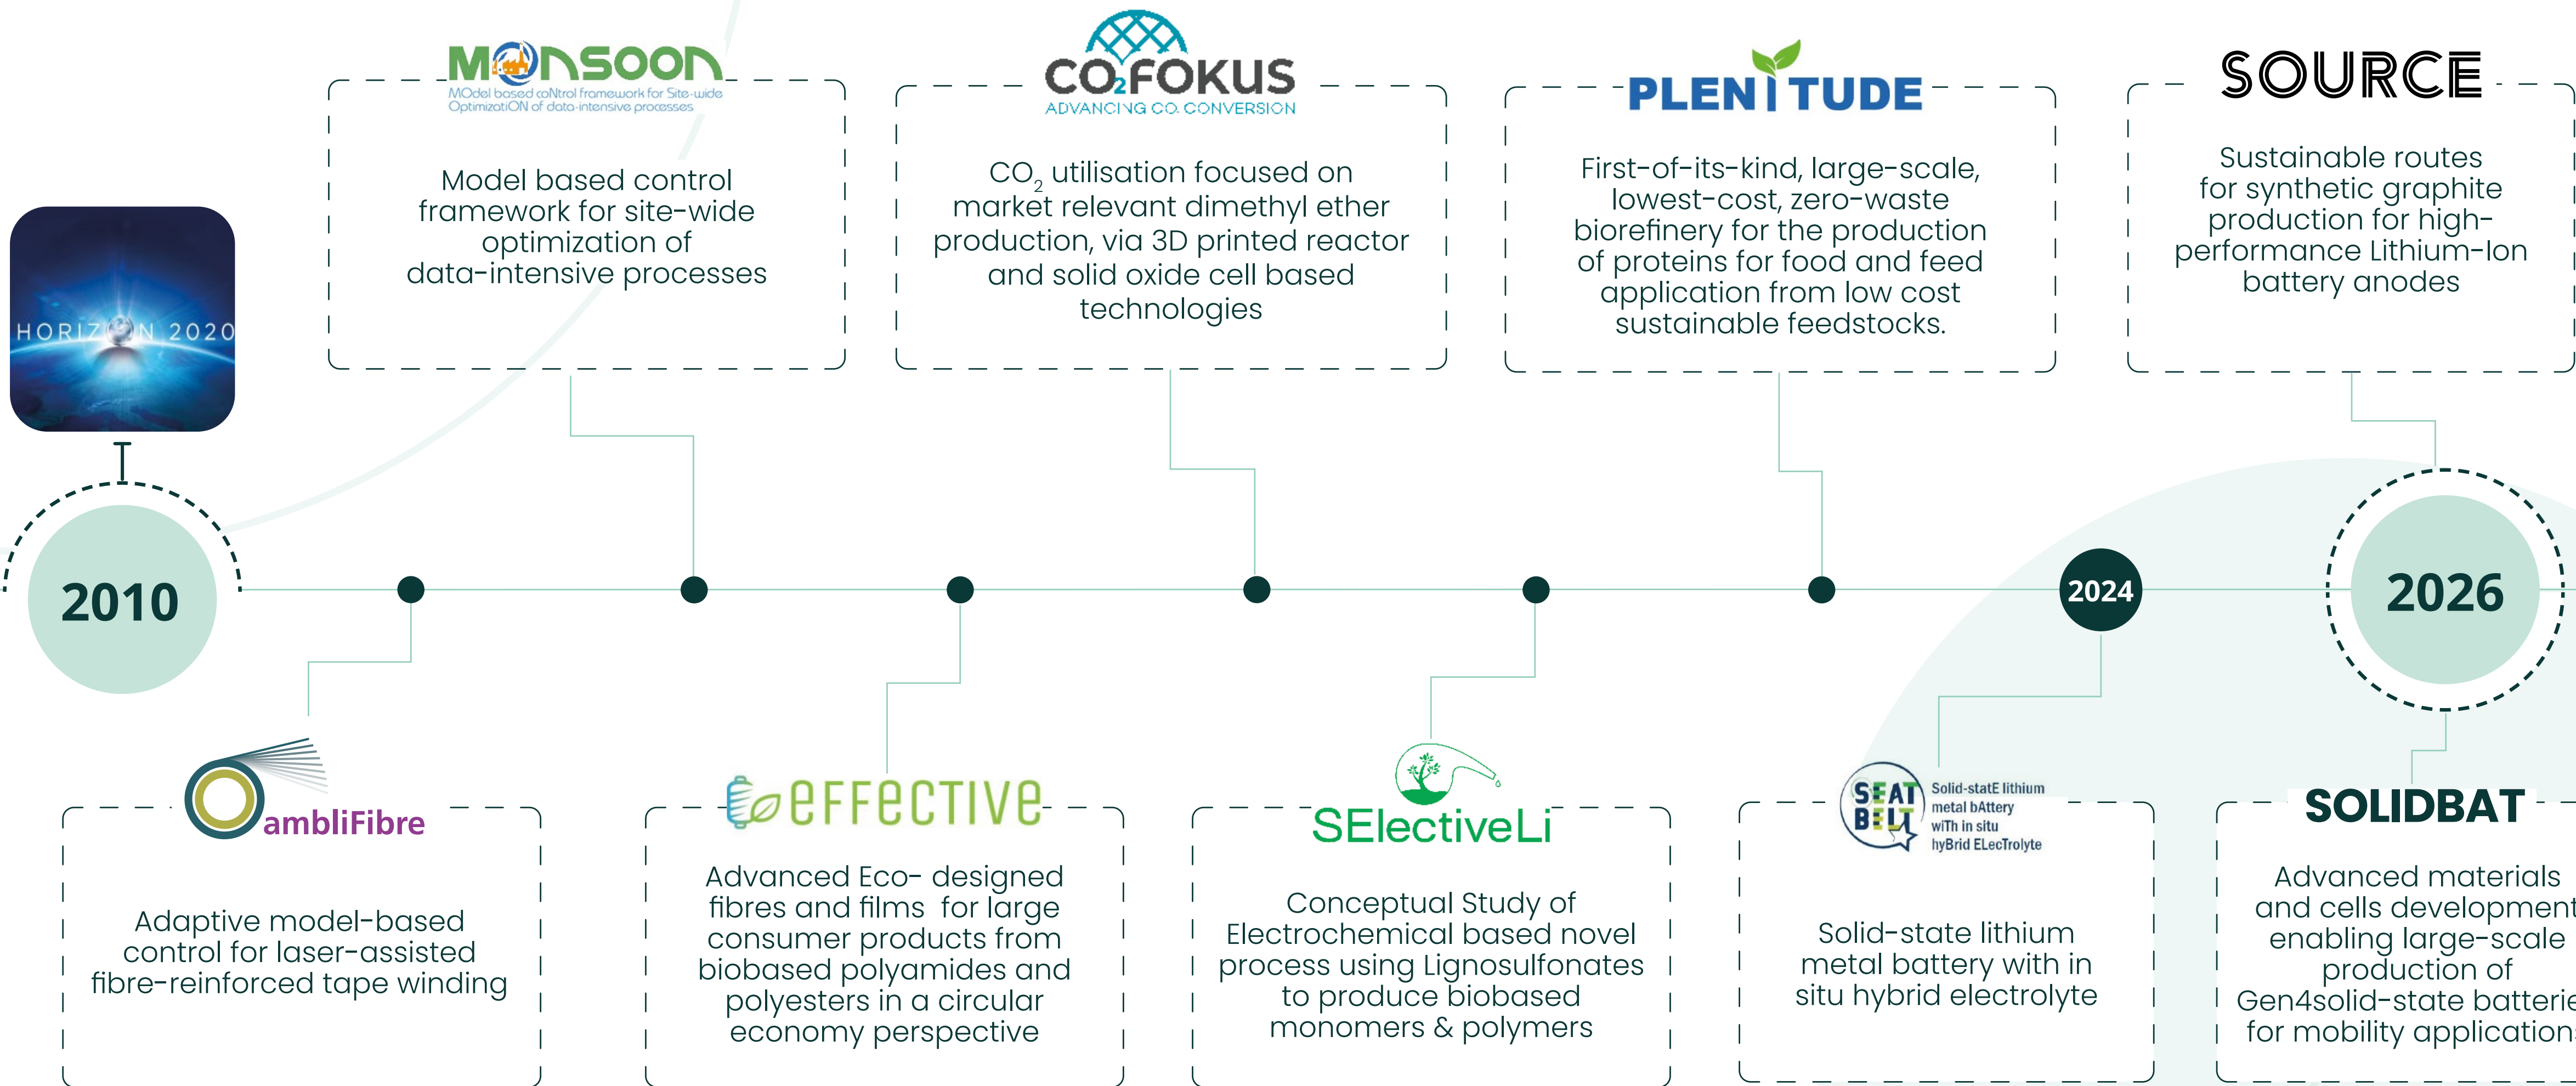 MONSOON
MOdel based coNtrol framework for Site-wide
OptimizatiON of data-intensive processes
Model based control
framework for site-wide
optimization of
data-intensive processes
CO2FOKUS
ADVANCING CO2 CONVERSION
CO2 utilisation focused on
market relevant dimethyl ether
production, via 3D printed reactor
and solid oxide cell based
technologies
PLENITUDE
First-of-its-kind, large-scale,
lowest-cost, zero-waste
biorefinery for the production
of proteins for food and feed
application from low cost
sustainable feedstocks.
SOURCE
Sustainable routes
for synthetic graphite
production for high-
performance Lithium-Ion
battery anodes
HORIZON 2020
2010
2024
2026
ambliFibre
Adaptive model-based
control for laser-assisted
fibre-reinforced tape winding
EFFECTIVE
Advanced Eco- designed
fibres and films for large
consumer products from
biobased polyamides and
polyesters in a circular
economy perspective
SElectiveLi
Conceptual Study of
Electrochemical based novel
process using Lignosulfonates
to produce biobased
monomers & polymers
SEAT
BELT
Solid-statE lithium
metal bAttery
wiTh in situ
hyBrid ELecTrolyte
Solid-state lithium
metal battery with in
situ hybrid electrolyte
SOLIDBAT
Advanced materials
and cells development
enabling large-scale
production of
Gen4solid-state batterie
for mobility application